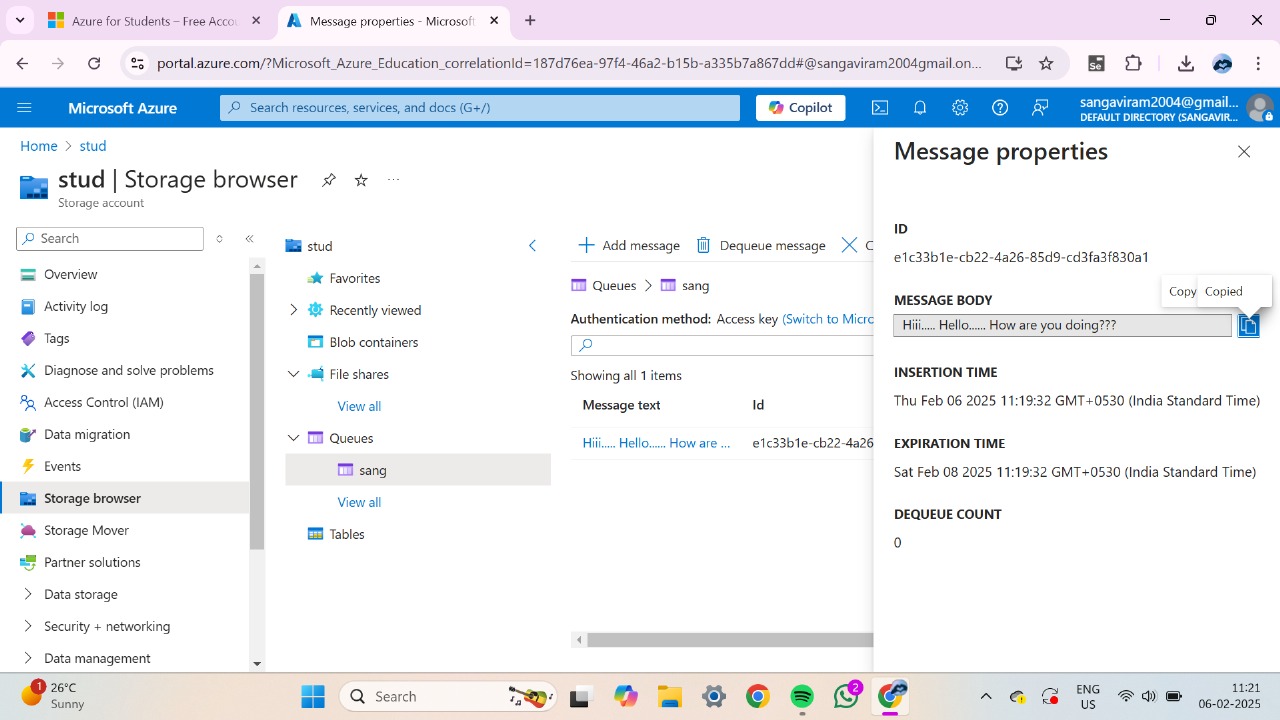 Azure for Students – Free Accou
Message properties - Microsoft
portal.azure.com/?Microsoft_Azure_Education_correlationId=187d76ea-97f4-46a2-b15b-a335b7a867dd#@sangaviram2004gmail.on...
Microsoft Azure
Search resources, services, and docs (G+/)
Copilot
sangaviram2004@gmail...
DEFAULT DIRECTORY (SANGAVIR...
Home > stud
stud | Storage browser
Storage account
Search
Overview
Activity log
Tags
Diagnose and solve problems
Access Control (IAM)
Data migration
Events
Storage browser
Storage Mover
Partner solutions
Data storage
Security + networking
Data management
stud
Favorites
Recently viewed
Blob containers
File shares
View all
Queues
sang
View all
Tables
Add message
Dequeue message
C
Queues > sang
Authentication method: Access key (Switch to Micro
Showing all 1 items
Message text Id
Hiii..... Hello...... How are ... e1c33b1e-cb22-4a26
Message properties
ID
e1c33b1e-cb22-4a26-85d9-cd3fa3f830a1
Copy Copied
MESSAGE BODY
Hiii..... Hello...... How are you doing???
INSERTION TIME
Thu Feb 06 2025 11:19:32 GMT+0530 (India Standard Time)
EXPIRATION TIME
Sat Feb 08 2025 11:19:32 GMT+0530 (India Standard Time)
DEQUEUE COUNT
0
1
26°C
Sunny
Search
2
ENG
US
11:21
06-02-2025